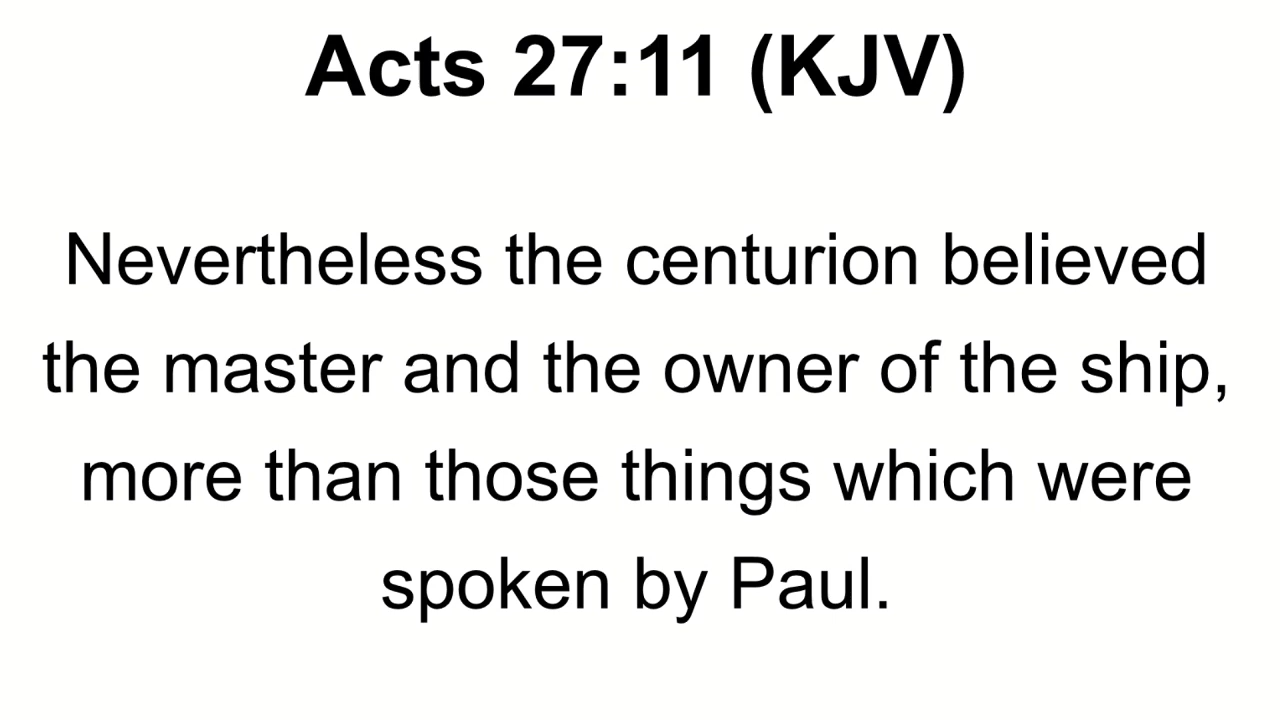 Acts 27:11 (KJV)
Nevertheless the centurion believed
the master and the owner of the ship,
more than those things which were
spoken by Paul.